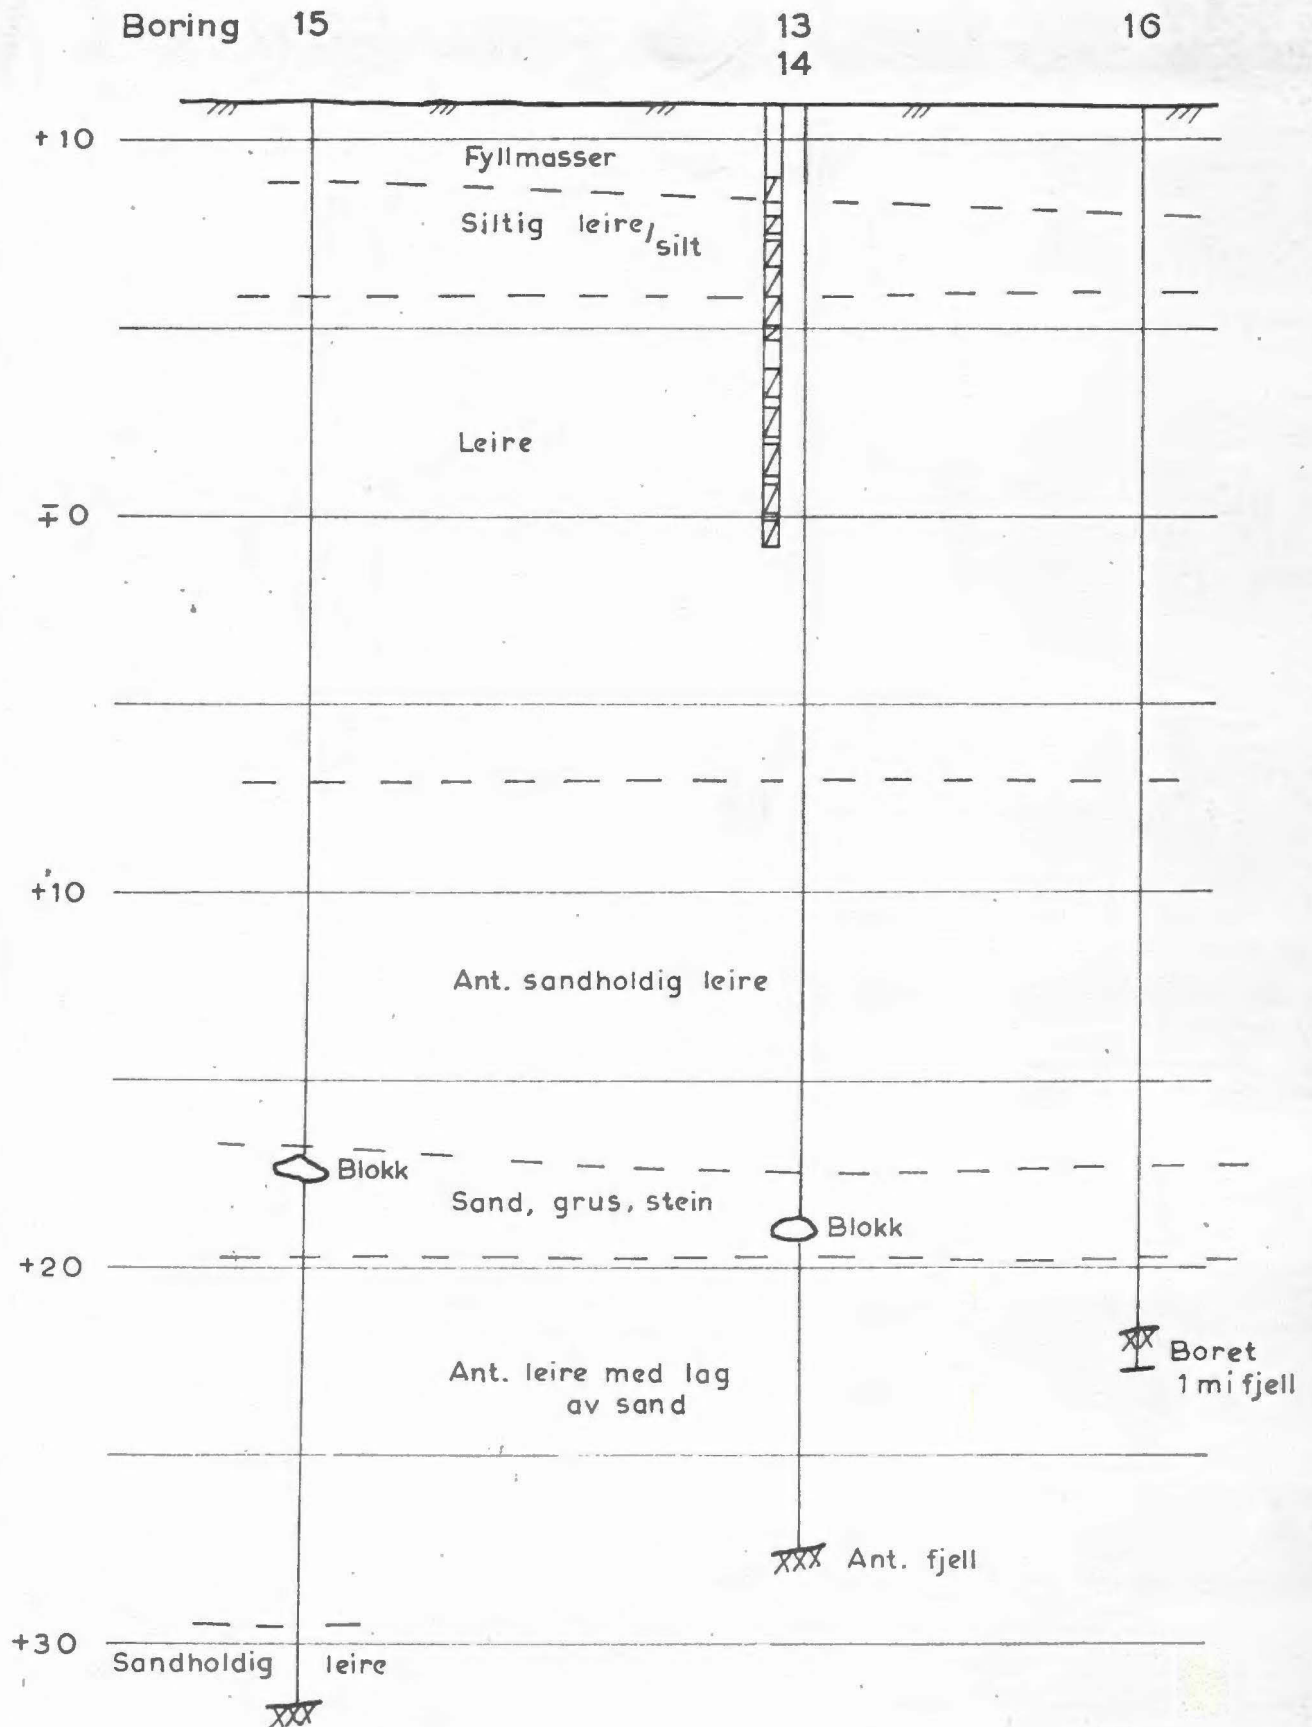 Boring 15 13 16
14
+10
Fyllmasser
Siltig leire/silt
Leire
∓0
+10
Ant. sandholdig leire
Blokk
Sand, grus, stein
Blokk
+20
Boret
1 m i fjell
Ant. leire med lag
av sand
Ant. fjell
+30
Sandholdig leire